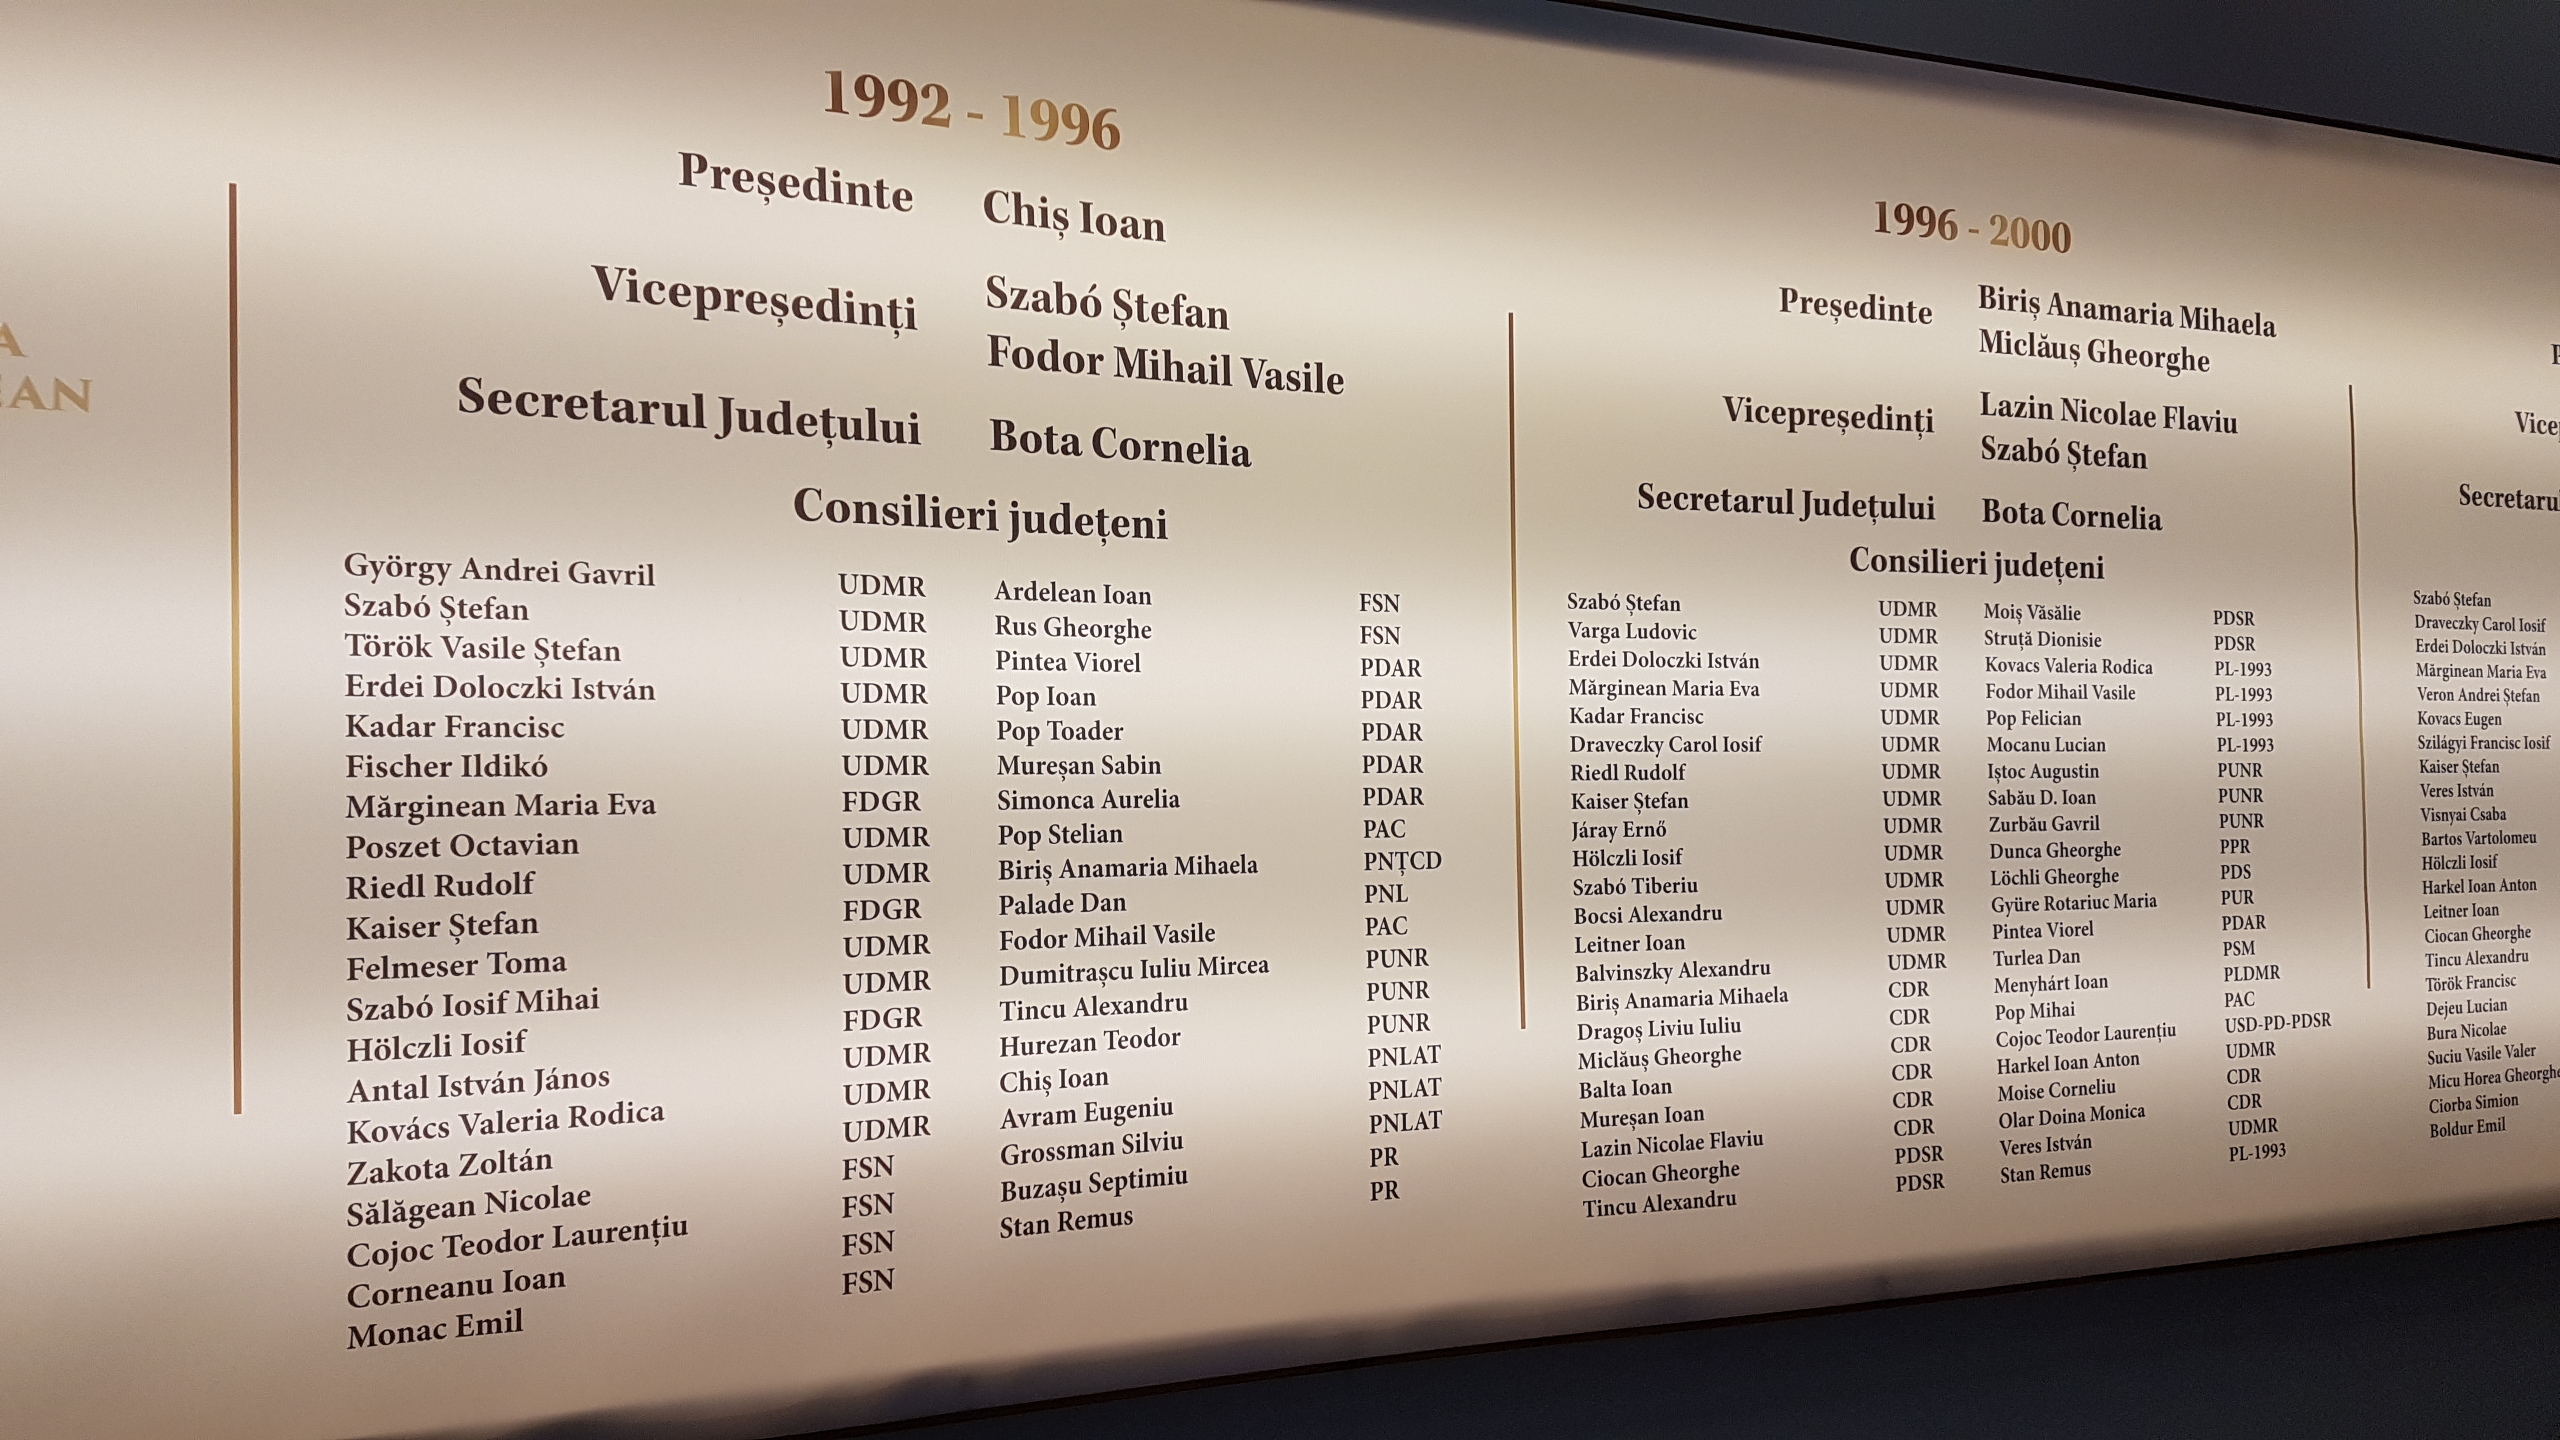 A
EAN
1992 - 1996
Președinte Chiș Ioan
Vicepreședinți Szabó Ștefan
Fodor Mihail Vasile
Secretarul Județului Bota Cornelia
Consilieri județeni
György Andrei Gavril UDMR
Szabó Ștefan UDMR
Török Vasile Ștefan UDMR
Erdei Doloczki István UDMR
Kadar Francisc UDMR
Fischer Ildikó UDMR
Mărginean Maria Eva FDGR
Poszet Octavian UDMR
Riedl Rudolf UDMR
Kaiser Ștefan FDGR
Felmeser Toma UDMR
Szabó Iosif Mihai UDMR
Hölczli Iosif FDGR
Antal István János UDMR
Kovács Valeria Rodica UDMR
Zakota Zoltán UDMR
Sălăgean Nicolae FSN
Cojoc Teodor Laurențiu FSN
Corneanu Ioan FSN
Monac Emil FSN
Ardelean Ioan FSN
Rus Gheorghe FSN
Pintea Viorel PDAR
Pop Ioan PDAR
Pop Toader PDAR
Mureșan Sabin PDAR
Simonca Aurelia PDAR
Pop Stelian PAC
Biriș Anamaria Mihaela PNȚCD
Palade Dan PNL
Fodor Mihail Vasile PAC
Dumitrașcu Iuliu Mircea PUNR
Tincu Alexandru PUNR
Hurezan Teodor PUNR
Chiș Ioan PNLAT
Avram Eugeniu PNLAT
Grossman Silviu PNLAT
Buzașu Septimiu PR
Stan Remus PR
1996 - 2000
Președinte Biriș Anamaria Mihaela
Miclăuș Gheorghe
Vicepreședinți Lazin Nicolae Flaviu
Szabó Ștefan
Secretarul Județului Bota Cornelia
Consilieri județeni
Szabó Ștefan UDMR
Varga Ludovic UDMR
Erdei Doloczki István UDMR
Mărginean Maria Eva UDMR
Kadar Francisc UDMR
Draveczky Carol Iosif UDMR
Riedl Rudolf UDMR
Kaiser Ștefan UDMR
Járay Ernő UDMR
Hölczli Iosif UDMR
Szabó Tiberiu UDMR
Bocsi Alexandru UDMR
Leitner Ioan UDMR
Balvinszky Alexandru UDMR
Biriș Anamaria Mihaela CDR
Dragoș Liviu Iuliu CDR
Miclăuș Gheorghe CDR
Balta Ioan CDR
Mureșan Ioan CDR
Lazin Nicolae Flaviu CDR
Ciocan Gheorghe PDSR
Tincu Alexandru PDSR
Moiș Văsălie PDSR
Struță Dionisie PDSR
Kovacs Valeria Rodica PL-1993
Fodor Mihail Vasile PL-1993
Pop Felician PL-1993
Mocanu Lucian PL-1993
Iștoc Augustin PUNR
Sabău D. Ioan PUNR
Zurbău Gavril PUNR
Dunca Gheorghe PPR
Löchli Gheorghe PDS
Gyüre Rotariuc Maria PUR
Pintea Viorel PDAR
Turlea Dan PSM
Menyhárt Ioan PLDMR
Pop Mihai PAC
Cojoc Teodor Laurențiu USD-PD-PDSR
Harkel Ioan Anton UDMR
Moise Corneliu CDR
Olar Doina Monica CDR
Veres István UDMR
Stan Remus PL-1993
P
Vicep
Secretarul
Szabó Ștefan
Draveczky Carol Iosif
Erdei Doloczki István
Mărginean Maria Eva
Veron Andrei Ștefan
Kovacs Eugen
Szilágyi Francisc Iosif
Kaiser Ștefan
Veres István
Visnyai Csaba
Bartos Vartolomeu
Hölczli Iosif
Harkel Ioan Anton
Leitner Ioan
Ciocan Gheorghe
Tincu Alexandru
Török Francisc
Dejeu Lucian
Bura Nicolae
Suciu Vasile Valer
Micu Horea Gheorghe
Ciorba Simion
Boldur Emil